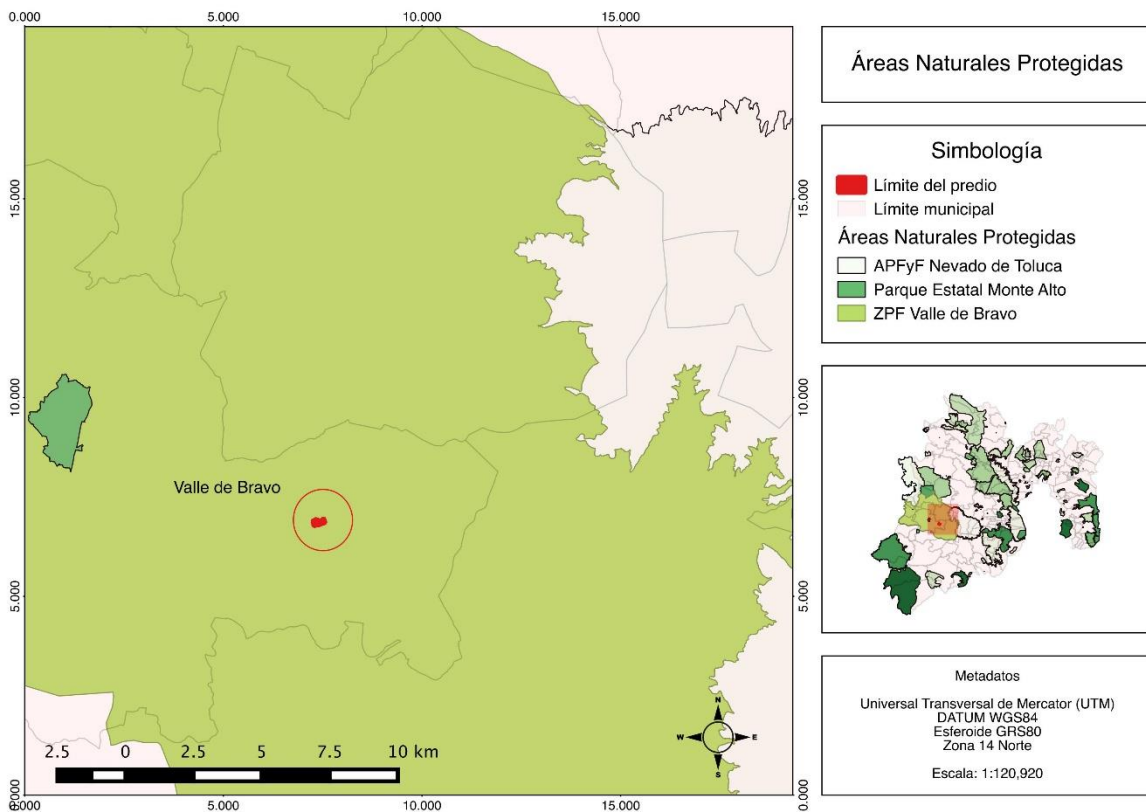 0.000 5.000 10.000 15.000
15.000
10.000
5.000
0.000
15.000
10.000
5.000
0.000
Valle de Bravo
N
W E
S
2.5 0 2.5 5 7.5 10 km
0.000 5.000 10.000 15.000
Áreas Naturales Protegidas
Simbología
Límite del predio
Límite municipal
Áreas Naturales Protegidas
APFyF Nevado de Toluca
Parque Estatal Monte Alto
ZPF Valle de Bravo
Metadatos
Universal Transversal de Mercator (UTM)
DATUM WGS84
Esferoide GRS80
Zona 14 Norte
Escala: 1:120,920